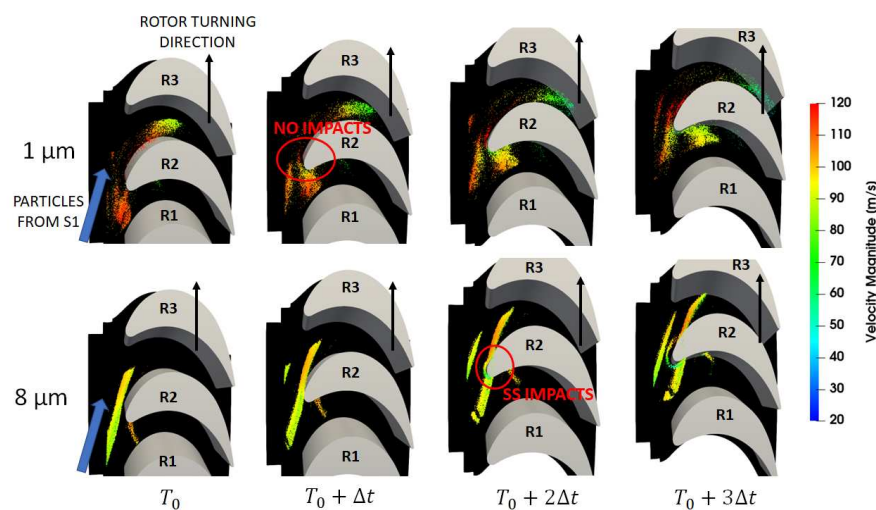 ROTOR TURNING
DIRECTION
R3
R3
R3
R3
NO IMPACTS
R2
R2
R2
R2
1 μm
PARTICLES
FROM S1
R1
R1
R1
R1
120
110
100
90
80
70
60
50
40
30
20
Velocity Magnitude (m/s)
R3
R3
R3
R3
R2
R2
R2
R2
8 μm
SS IMPACTS
R1
R1
R1
R1
T₀
T₀ + Δt
T₀ + 2Δt
T₀ + 3Δt